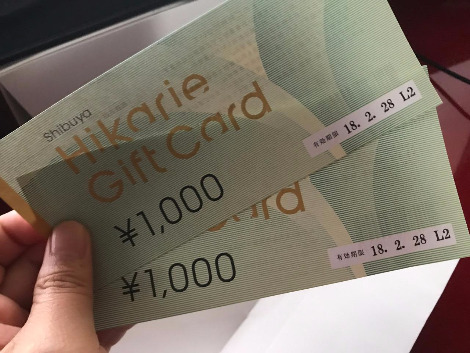 Shibuya
Hikarie
Gift Card
¥1,000
有効期限 18. 2. 28 L2
Card
¥1,000
有効期限 18. 2. 28 L2